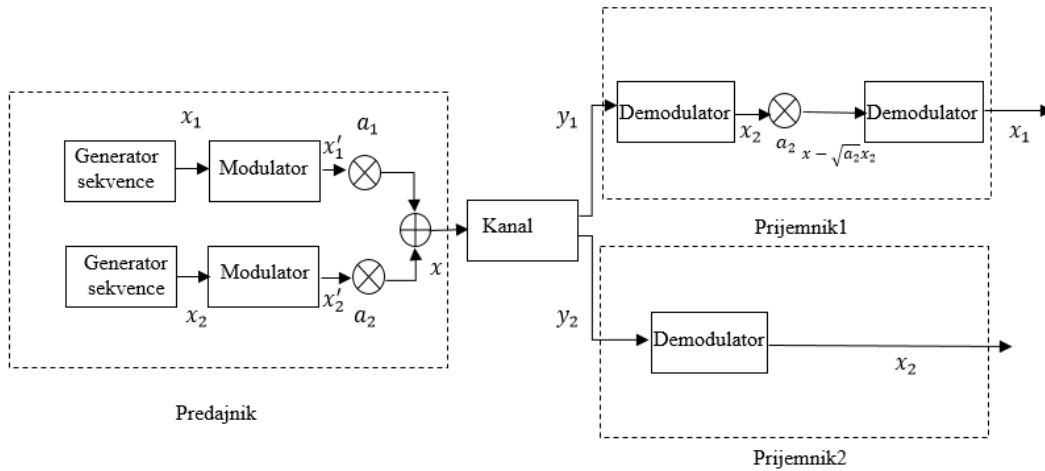 x₁
Generator
sekvence
Modulator
x₁′
a₁
Generator
sekvence
x₂
Modulator
x₂′
a₂
x
Predajnik
Kanal
y₁
y₂
Demodulator
x₂
a₂
x − √a₂x₂
Demodulator
x₁
Prijemnik1
Demodulator
x₂
Prijemnik2